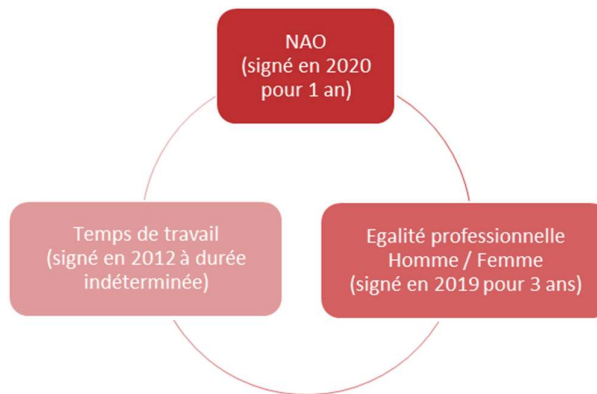 NAO
(signé en 2020
pour 1 an)
Temps de travail
(signé en 2012 à durée
indéterminée)
Egalité professionnelle
Homme / Femme
(signé en 2019 pour 3 ans)